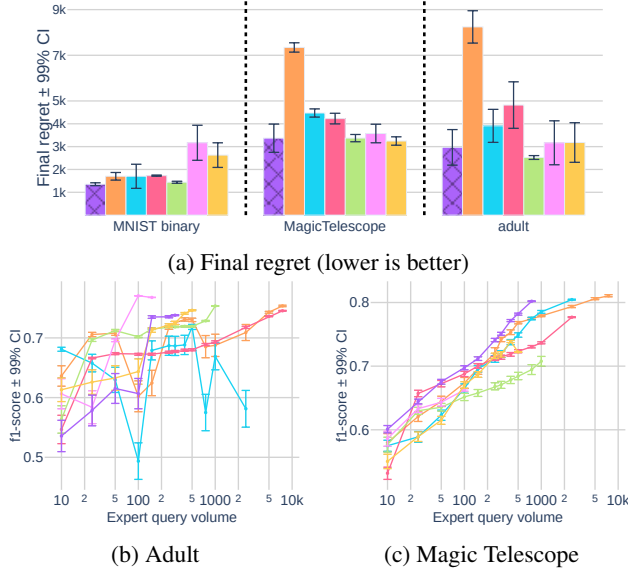 Final regret ± 99% CI
9k
7k
5k
4k
3k
2k
1k
MNIST binary
MagicTelescope
adult
(a) Final regret (lower is better)
f1-score ± 99% CI
0.7
0.6
0.5
10 2 5 100 2 5 1000 2 5 10k
Expert query volume
(b) Adult
f1-score ± 99% CI
0.8
0.7
0.6
10 2 5 100 2 5 1000 2 5 10k
Expert query volume
(c) Magic Telescope